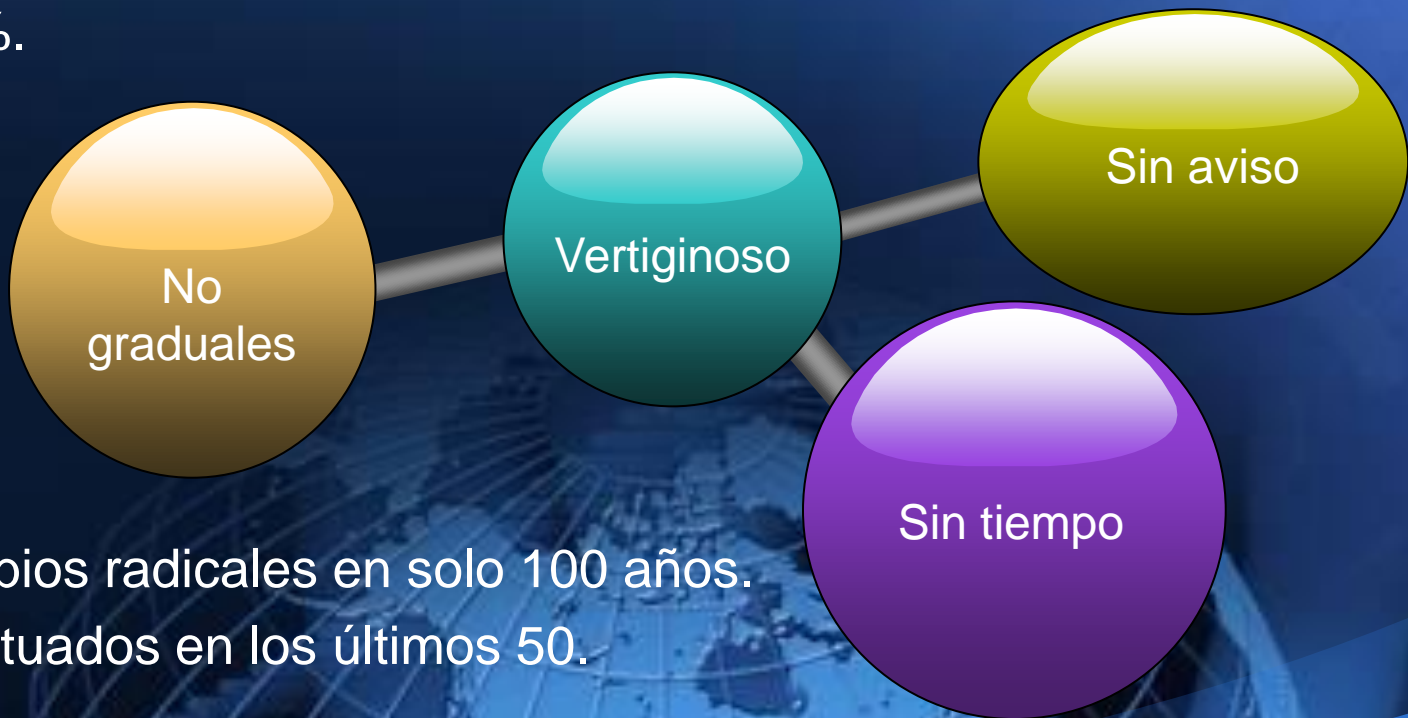 %.
Sin aviso
Vertiginoso
No
graduales
Sin tiempo
radicales en solo 100 años.
en los últimos 50.